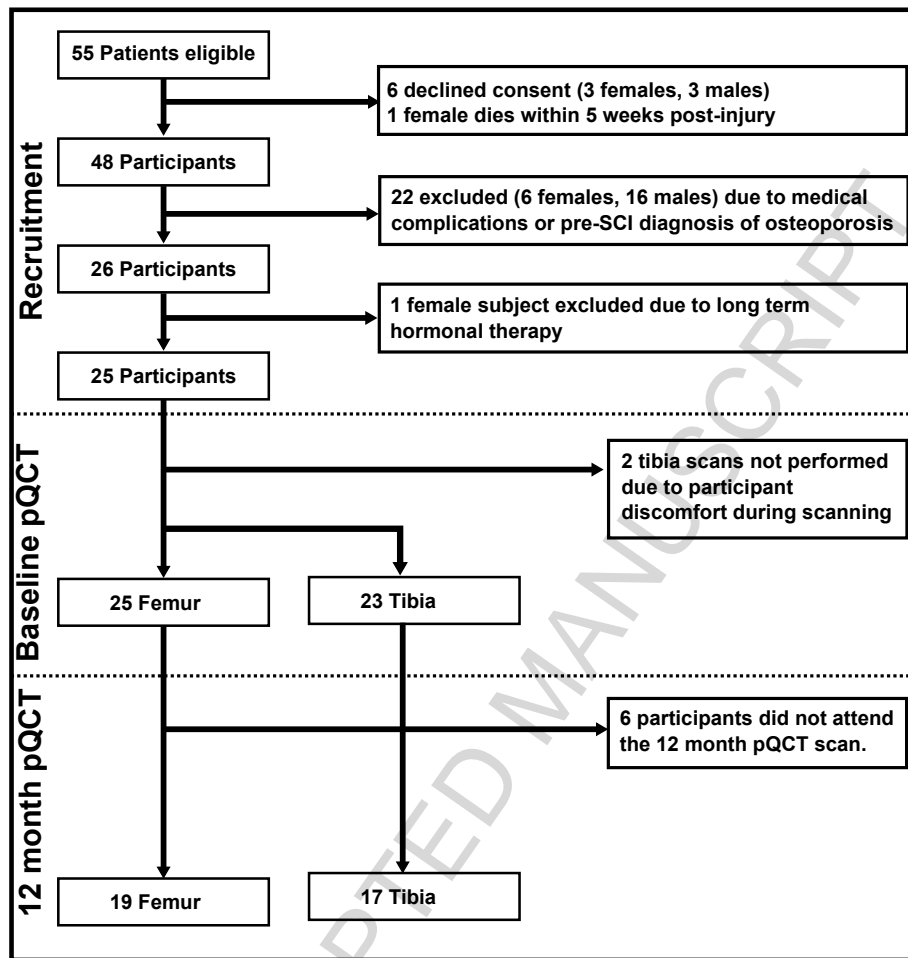 55 Patients eligible
6 declined consent (3 females, 3 males)
1 female dies within 5 weeks post-injury
48 Participants
22 excluded (6 females, 16 males) due to medical
complications or pre-SCI diagnosis of osteoporosis
26 Participants
1 female subject excluded due to long term
hormonal therapy
25 Participants
Recruitment
2 tibia scans not performed
due to participant
discomfort during scanning
25 Femur
23 Tibia
Baseline pQCT
6 participants did not attend
the 12 month pQCT scan.
19 Femur
17 Tibia
12 month pQCT
PTED MANUSCRIPT